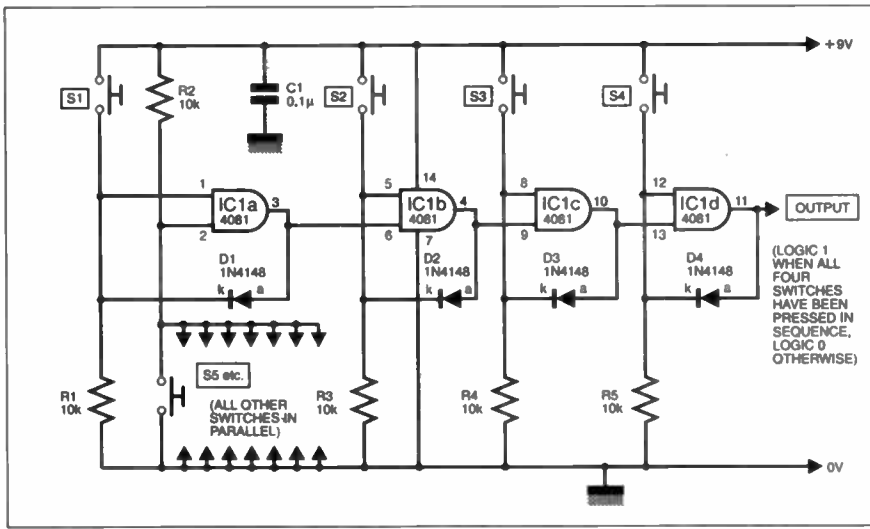 +9V
S1
R2
10k
C1
0.1µ
S2
S3
S4
1
IC1a
4081
3
2
5
14
IC1b
4081
4
6
7
8
IC1c
4081
10
9
12
IC1d
4081
11
13
OUTPUT
D1
1N4148
k
a
D2
1N4148
k
a
D3
1N4148
k
a
D4
1N4148
k
a
(LOGIC 1
WHEN ALL
FOUR
SWITCHES
HAVE BEEN
PRESSED IN
SEQUENCE,
LOGIC 0
OTHERWISE)
R1
10k
S5 etc.
(ALL OTHER
SWITCHES IN
PARALLEL)
R3
10k
R4
10k
R5
10k
0V